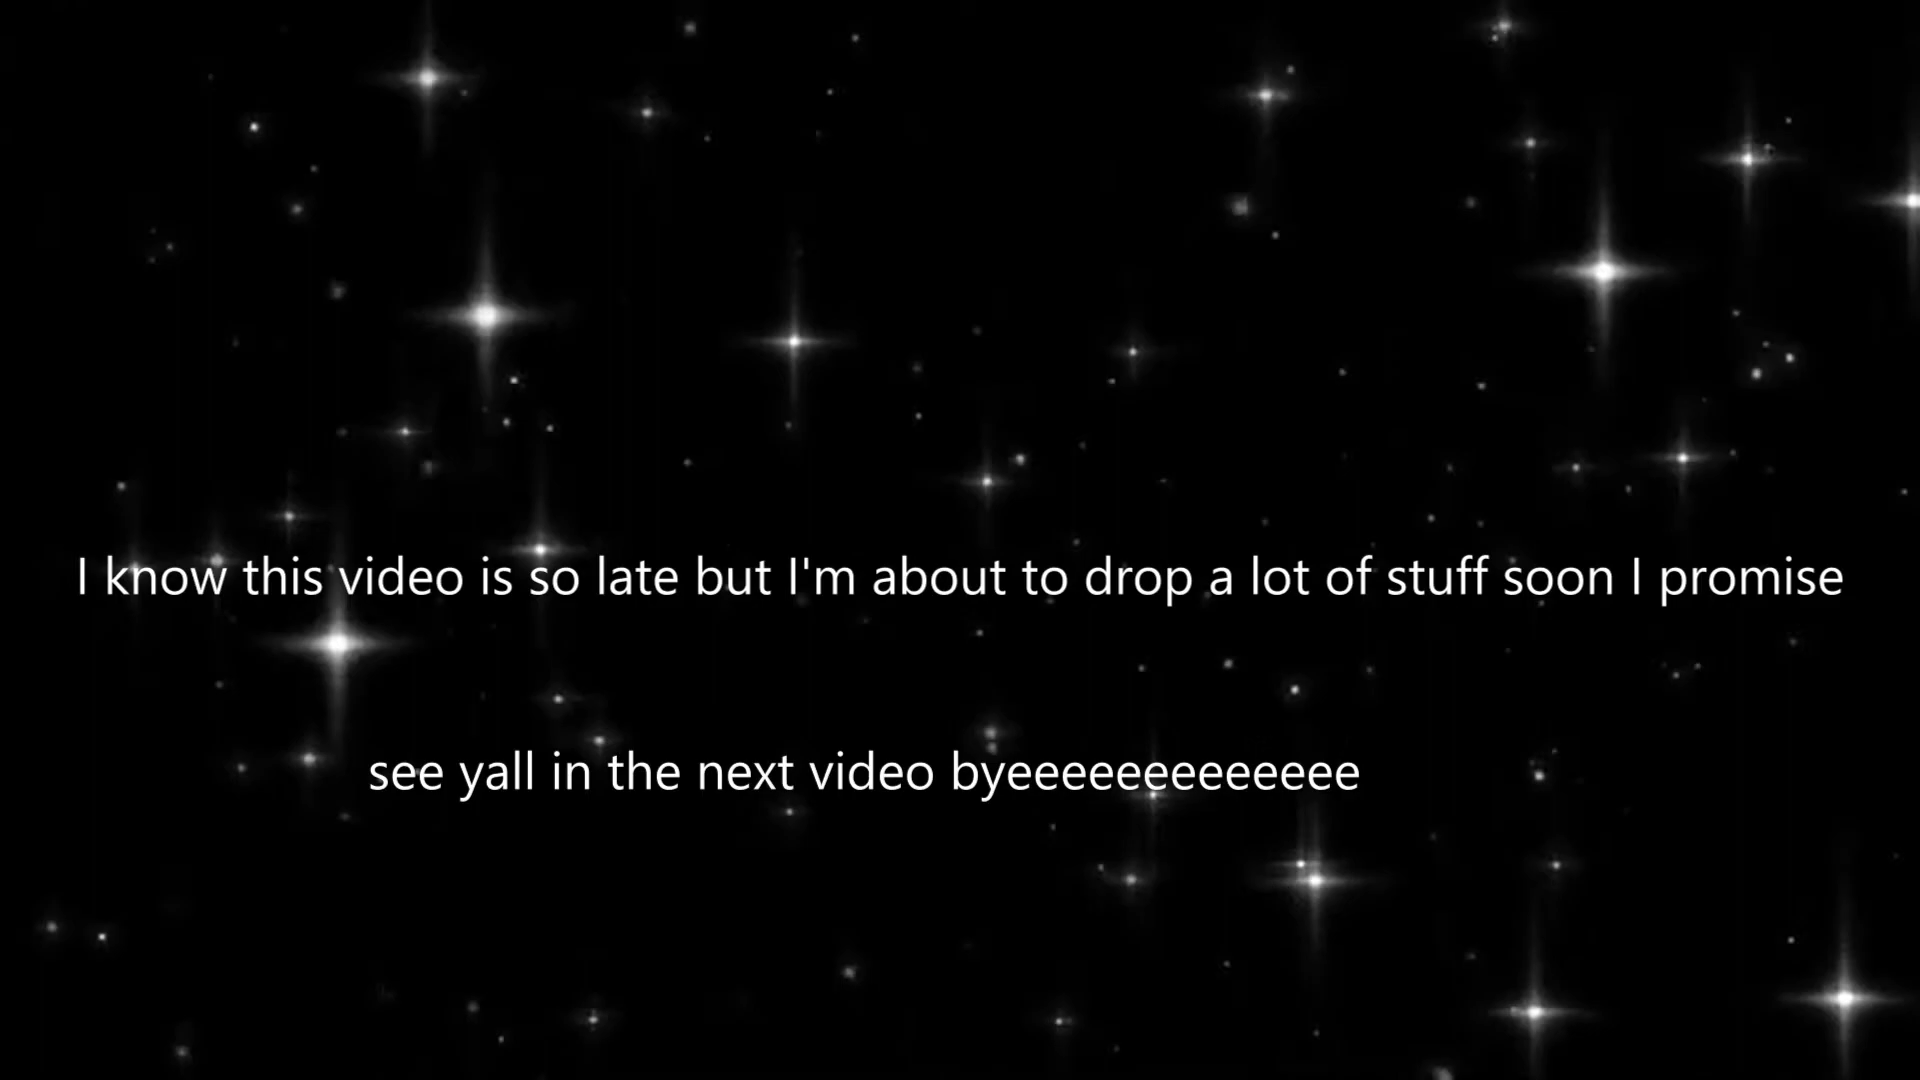 I know this video is so late but I'm about to drop a lot of stuff soon I promise
see yall in the next video byeeeeeeeeeeeee